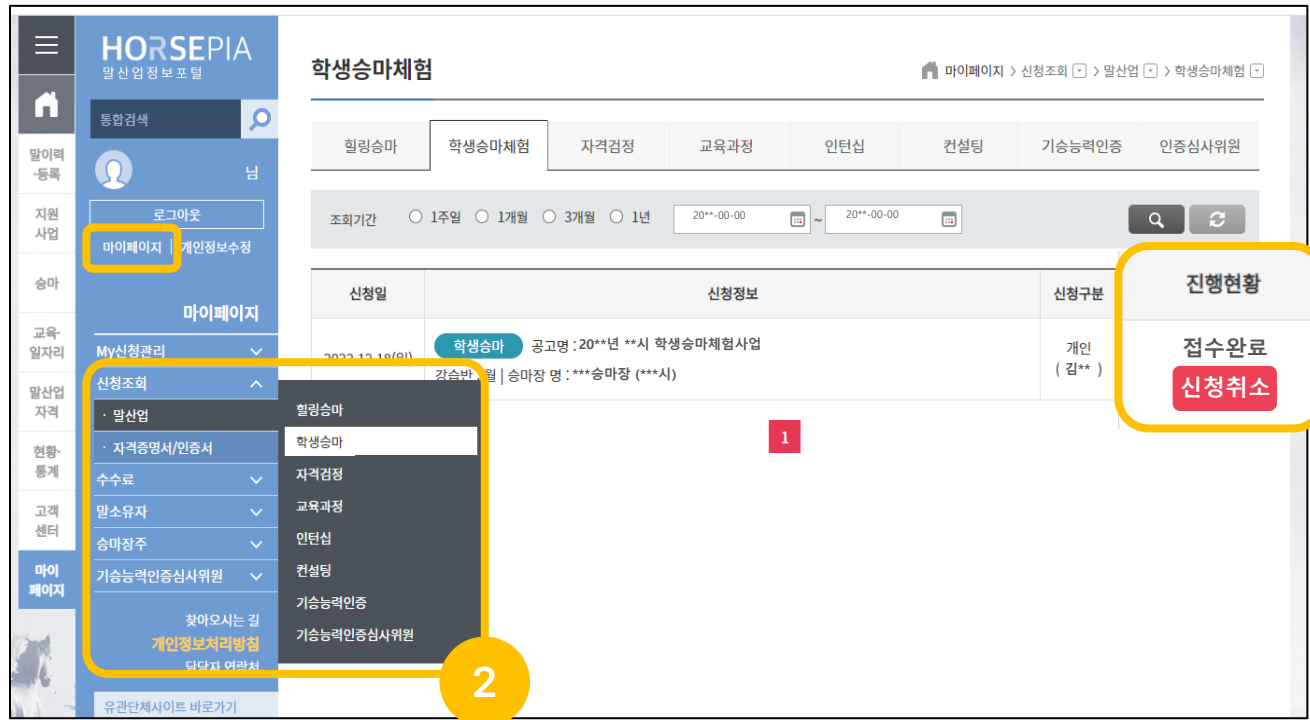 HORSEPIA
말산업정보포털
통합검색
님
로그아웃
마이페이지 | 개인정보수정
말이력
·등록
지원
사업
승마
교육·
일자리
말산업
자격
현황·
통계
고객
센터
마이
페이지
마이페이지
My신청관리
신청조회
· 말산업
· 자격증명서/인증서
수수료
말소유자
승마장주
기승능력인증심사위원
찾아오시는 길
개인정보처리방침
담당자 연락처
유관단체사이트 바로가기
힐링승마
학생승마
자격검정
교육과정
인턴십
컨설팅
기승능력인증
기승능력인증심사위원
2
학생승마체험
마이페이지 > 신청조회 > 말산업 > 학생승마체험
힐링승마 학생승마체험 자격검정 교육과정 인턴십 컨설팅 기승능력인증 인증심사위원
조회기간 1주일 1개월 3개월 1년 20**-00-00 ~ 20**-00-00
신청일 신청정보 신청구분 진행현황
2022-12-18(일)
학생승마 공고명 : 20**년 **시 학생승마체험사업
강습반 월 | 승마장 명 : ***승마장 (***시)
개인
( 김** )
접수완료
신청취소
1